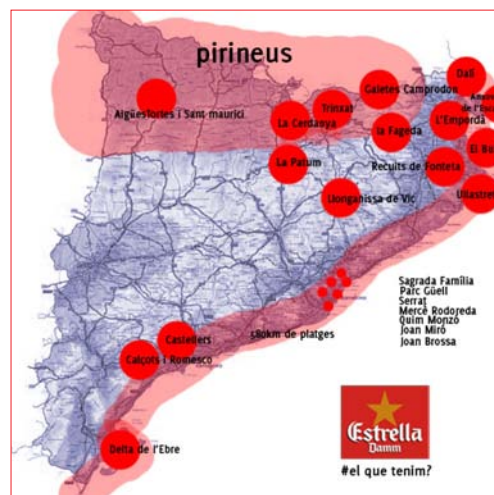 pirineus
Dalí
Galetes Camprodon
Aigüestortes i Sant maurici
Trinxat
La Cerdanya
L'Empordà
la Fageda
La Patum
Recuits de Fonteta
Llonganissa de Vic
Sagrada Família
Parc Güell
Serrat
Mercè Rodoreda
Quim Monzó
Joan Miró
Joan Brossa
580km de platges
Castellers
Calçots i Romesco
Delta de l'Ebre
Estrella
Damm
#el que tenim?